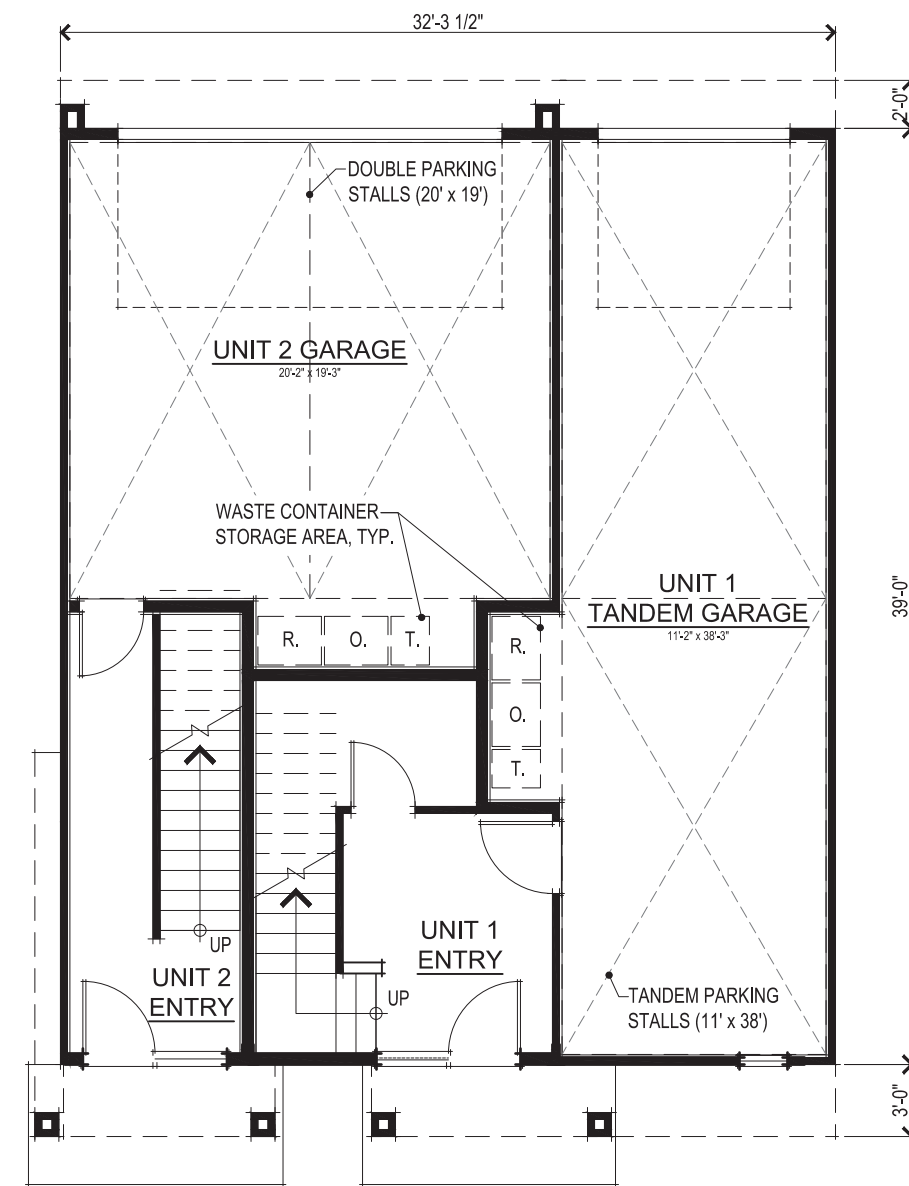 32'-3 1/2"
2'-0"
DOUBLE PARKING
STALLS (20' x 19')
UNIT 2 GARAGE
20'-2" x 19'-3"
WASTE CONTAINER
STORAGE AREA, TYP.
UNIT 1
TANDEM GARAGE
11'-2" x 38'-3"
39'-0"
R. O. T.
R.
O.
T.
UP
UNIT 2
ENTRY
UNIT 1
ENTRY
UP
TANDEM PARKING
STALLS (11' x 38')
3'-0"